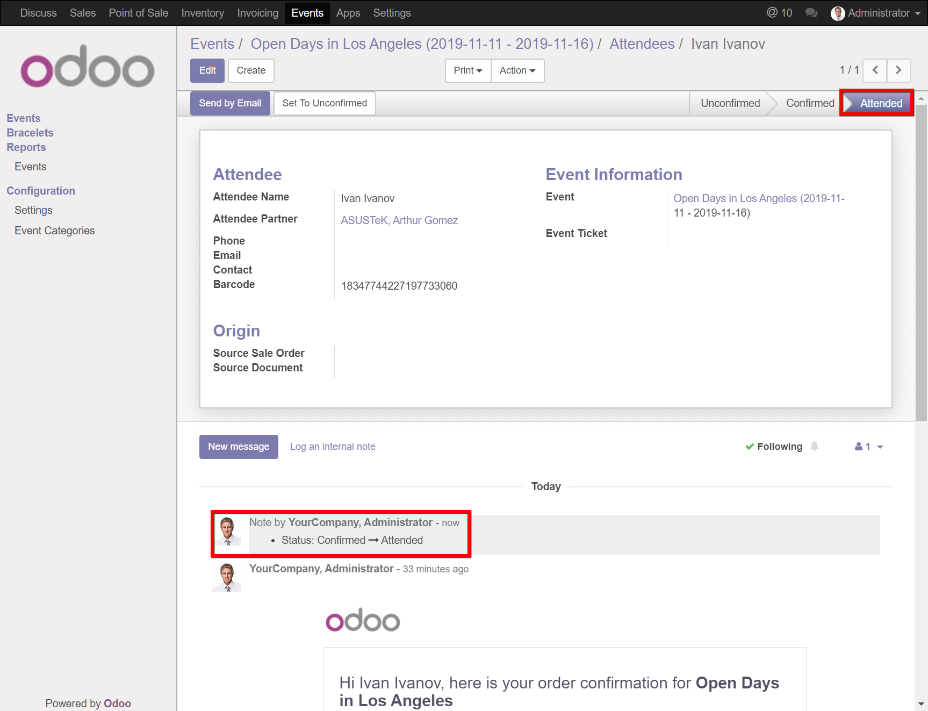 Discuss Sales Point of Sale Inventory Invoicing Events Apps Settings @ 10 Administrator
odoo
Events
Bracelets
Reports
Events
Configuration
Settings
Event Categories
Powered by Odoo
Events / Open Days in Los Angeles (2019-11-11 - 2019-11-16) / Attendees / Ivan Ivanov
Edit Create Print Action 1 / 1
Send by Email Set To Unconfirmed Unconfirmed Confirmed Attended
Attendee
Attendee Name Ivan Ivanov
Attendee Partner ASUSTeK, Arthur Gomez
Phone
Email
Contact
Barcode 18347744227197733060
Event Information
Event Open Days in Los Angeles (2019-11-
11 - 2019-11-16)
Event Ticket
Origin
Source Sale Order
Source Document
New message Log an internal note Following 1
Today
Note by YourCompany, Administrator - now
• Status: Confirmed → Attended
YourCompany, Administrator - 33 minutes ago
odoo
Hi Ivan Ivanov, here is your order confirmation for Open Days
in Los Angeles